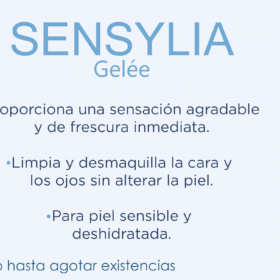 SENSYLIA
Gelée
oporciona una sensación agradable
y de frescura inmediata.
•Limpia y desmaquilla la cara y
los ojos sin alterar la piel.
•Para piel sensible y
deshidratada.
o hasta agotar existencias